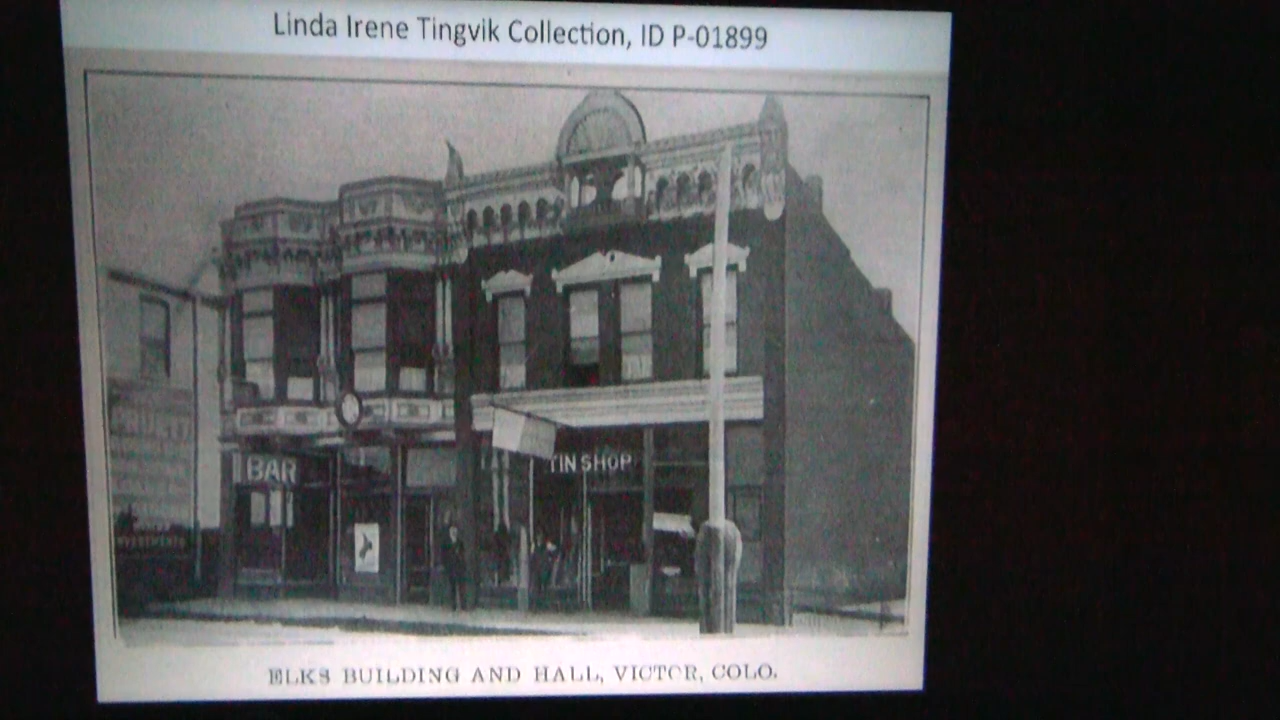 Linda Irene Tingvik Collection, ID P-01899
BAR
TIN SHOP
ELKS BUILDING AND HALL, VICTOR, COLO.